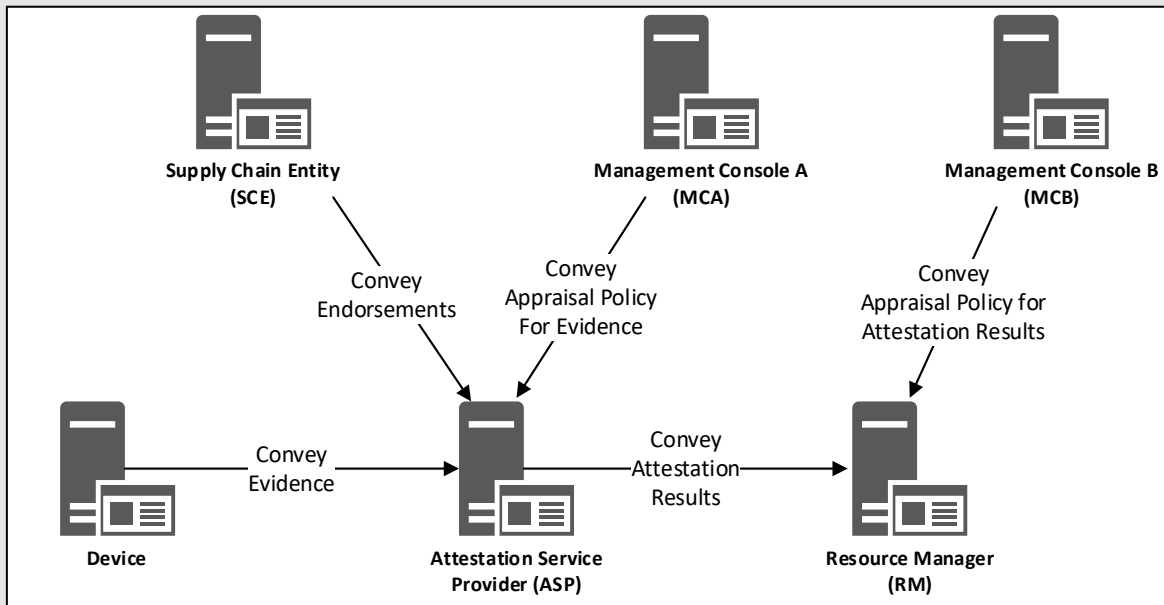 Supply Chain Entity
(SCE)
Management Console A
(MCA)
Management Console B
(MCB)
Convey
Endorsements
Convey
Appraisal Policy
For Evidence
Convey
Appraisal Policy for
Attestation Results
Convey
Evidence
Convey
Attestation
Results
Device
Attestation Service
Provider (ASP)
Resource Manager
(RM)